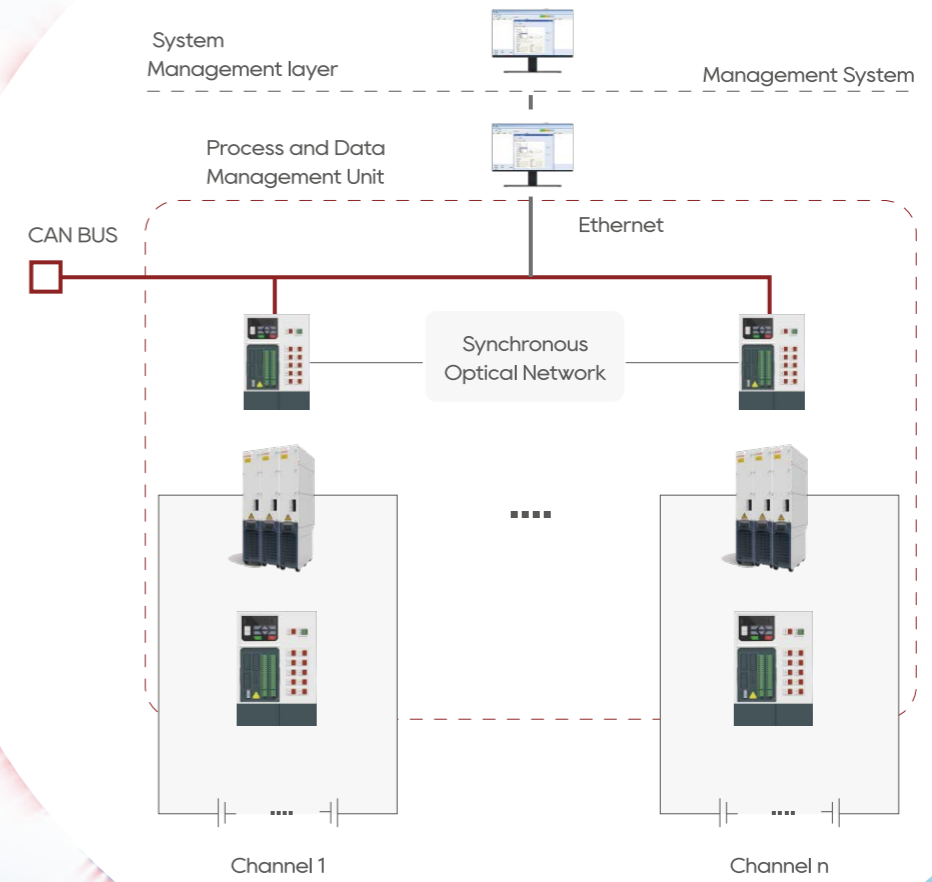 System
Management layer
Management System
Process and Data
Management Unit
Ethernet
CAN BUS
Synchronous
Optical Network
Channel 1
Channel n